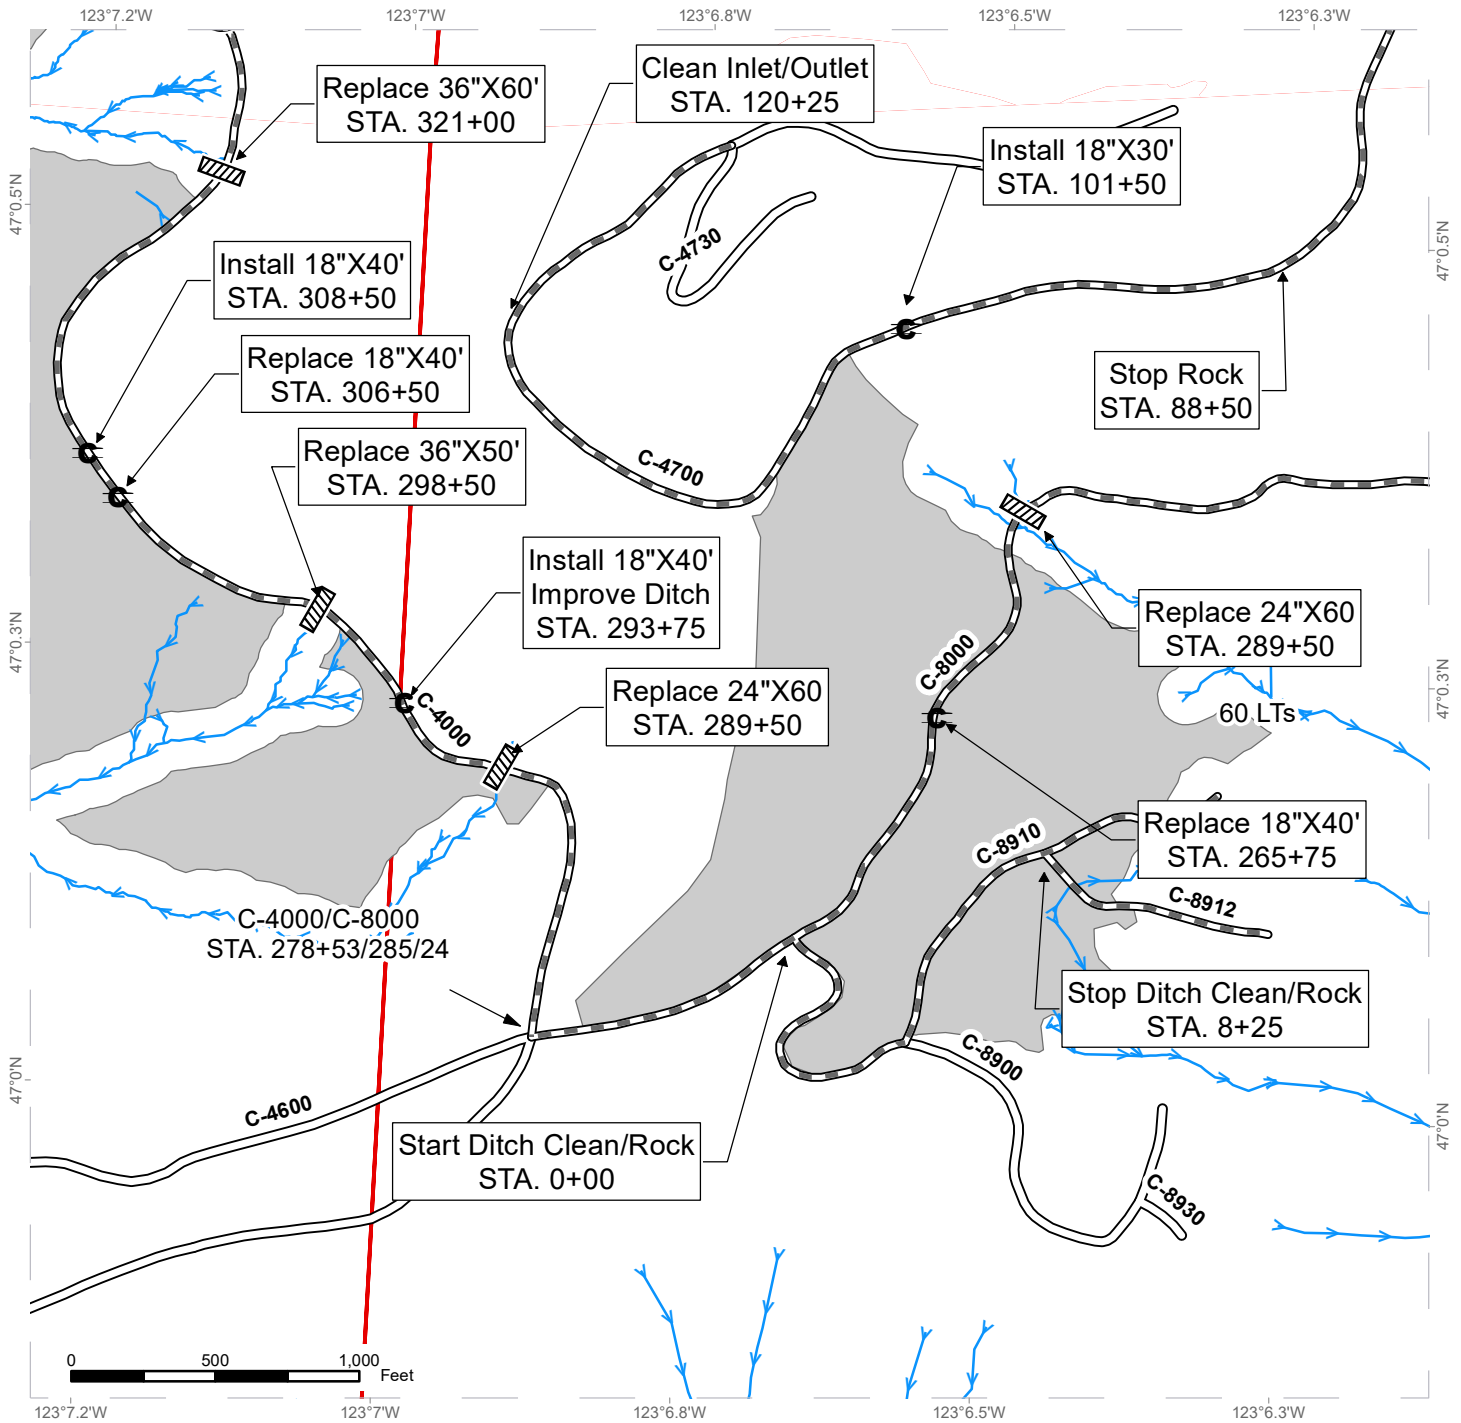 123°7.2'W
123°7'W
123°6.8'W
123°6.5'W
123°6.3'W
Replace 36"X60'
STA. 321+00
Clean Inlet/Outlet
STA. 120+25
Install 18"X30'
STA. 101+50
47°0.5'N
47°0.5'N
C-4730
Install 18"X40'
STA. 308+50
Replace 18"X40'
STA. 306+50
Stop Rock
STA. 88+50
C
Replace 36"X50'
STA. 298+50
C-4700
C
C
Install 18"X40'
Improve Ditch
STA. 293+75
Replace 24"X60
STA. 289+50
47°0.3'N
47°0.3'N
C-8000
Replace 24"X60
STA. 289+50
C
C-4000
C
60 LTs
Replace 18"X40'
STA. 265+75
C-8910
C-8912
C-4000/C-8000
STA. 278+53/285/24
Stop Ditch Clean/Rock
STA. 8+25
C-8900
47°0'N
47°0'N
C-4600
Start Ditch Clean/Rock
STA. 0+00
C-8930
0
500
1,000
Feet
123°7.2'W
123°7'W
123°6.8'W
123°6.5'W
123°6.3'W